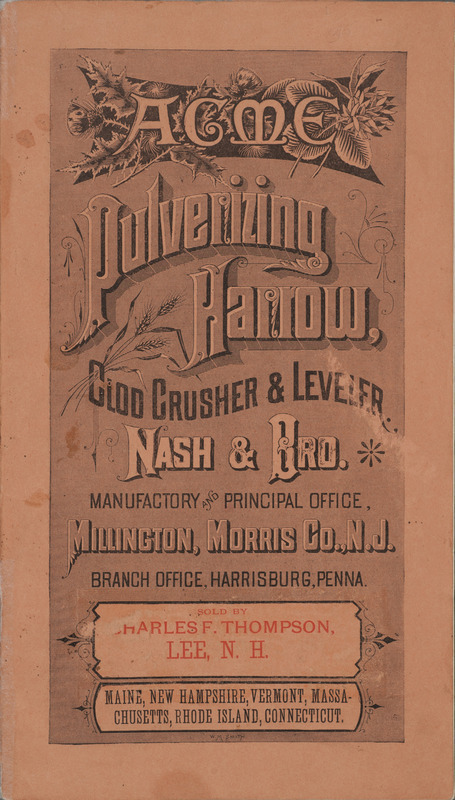 ACME
Pulverizing
Harrow,
CLOD CRUSHER & LEVELER.
NASH & BRO.
MANUFACTORY AND PRINCIPAL OFFICE,
MILLINGTON, MORRIS CO., N.J.
BRANCH OFFICE, HARRISBURG, PENNA.
SOLD BY
CHARLES F. THOMPSON,
LEE, N. H.
MAINE, NEW HAMPSHIRE, VERMONT, MASSA-
CHUSETTS, RHODE ISLAND, CONNECTICUT.